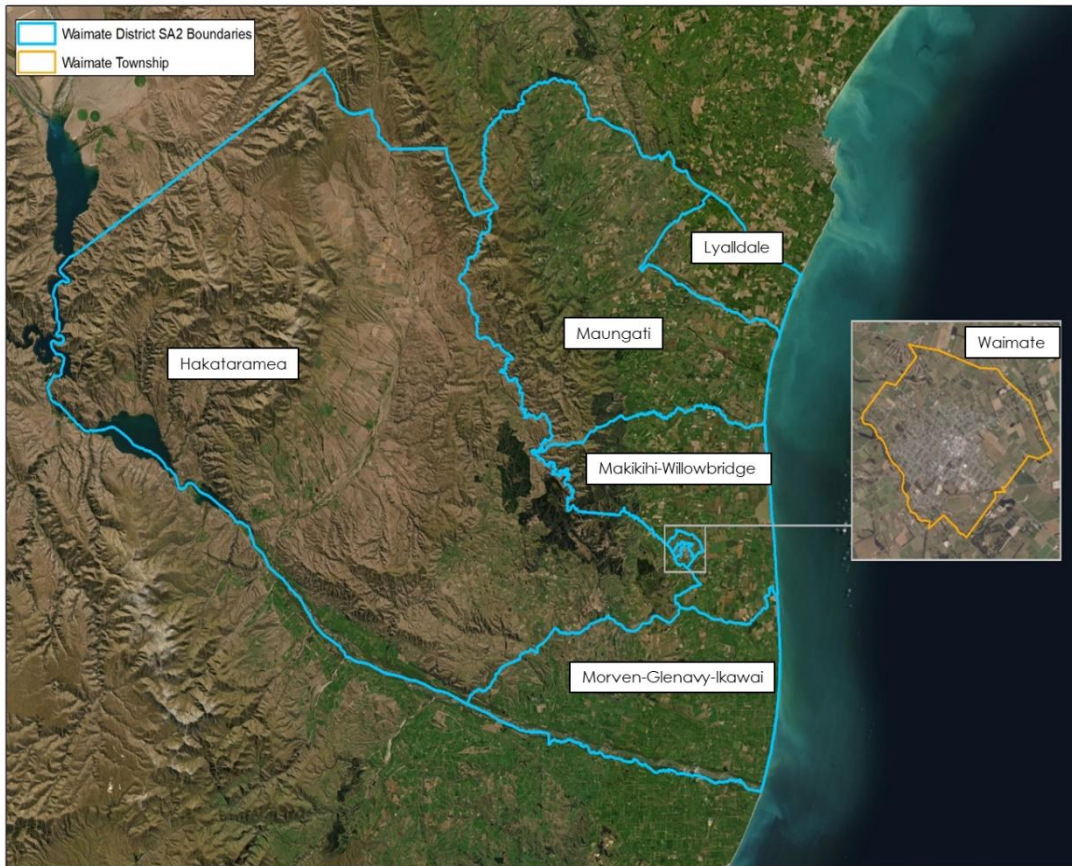 Waimate District SA2 Boundaries
Waimate Township
Lyalldale
Maungati
Waimate
Hakataramea
Makikihi-Willowbridge
Morven-Glenavy-Ikawai